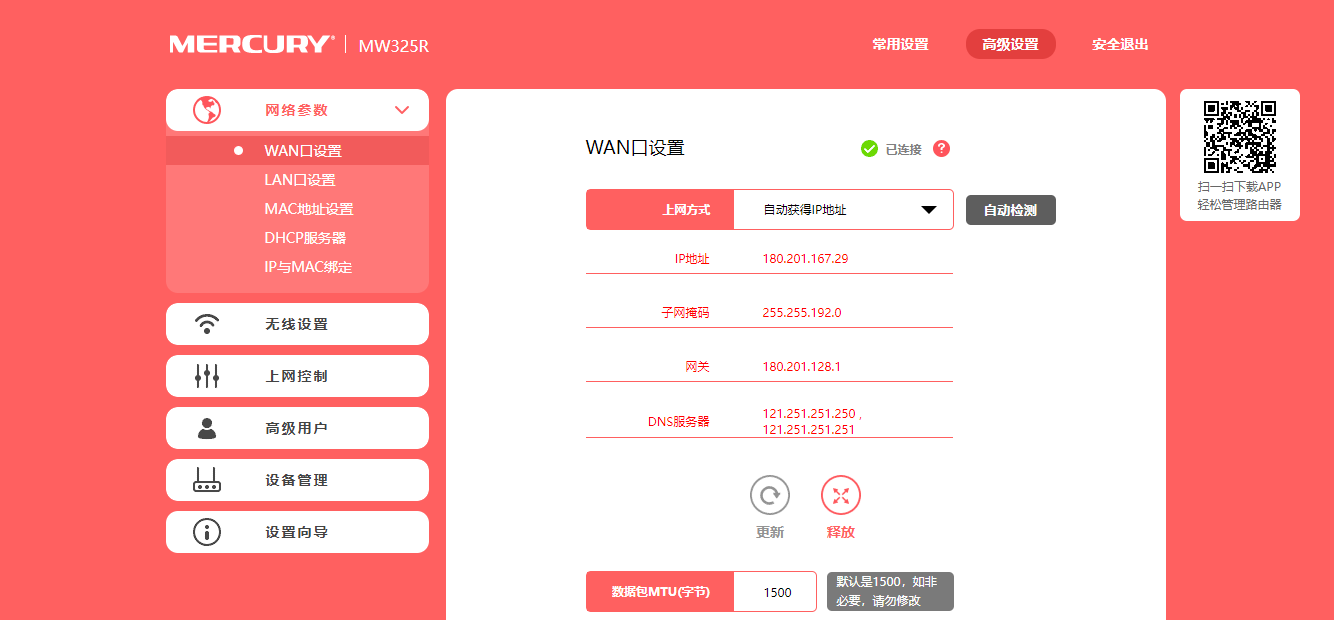 MERCURY® MW325R
常用设置
高级设置
安全退出
网络参数
WAN口设置
LAN口设置
MAC地址设置
DHCP服务器
IP与MAC绑定
无线设置
上网控制
高级用户
设备管理
设置向导
WAN口设置
已连接
?
上网方式
自动获得IP地址
自动检测
IP地址
180.201.167.29
子网掩码
255.255.192.0
网关
180.201.128.1
DNS服务器
121.251.251.250 ,
121.251.251.251
更新
释放
数据包MTU(字节)
1500
默认是1500，如非
必要，请勿修改
扫一扫下载APP
轻松管理路由器